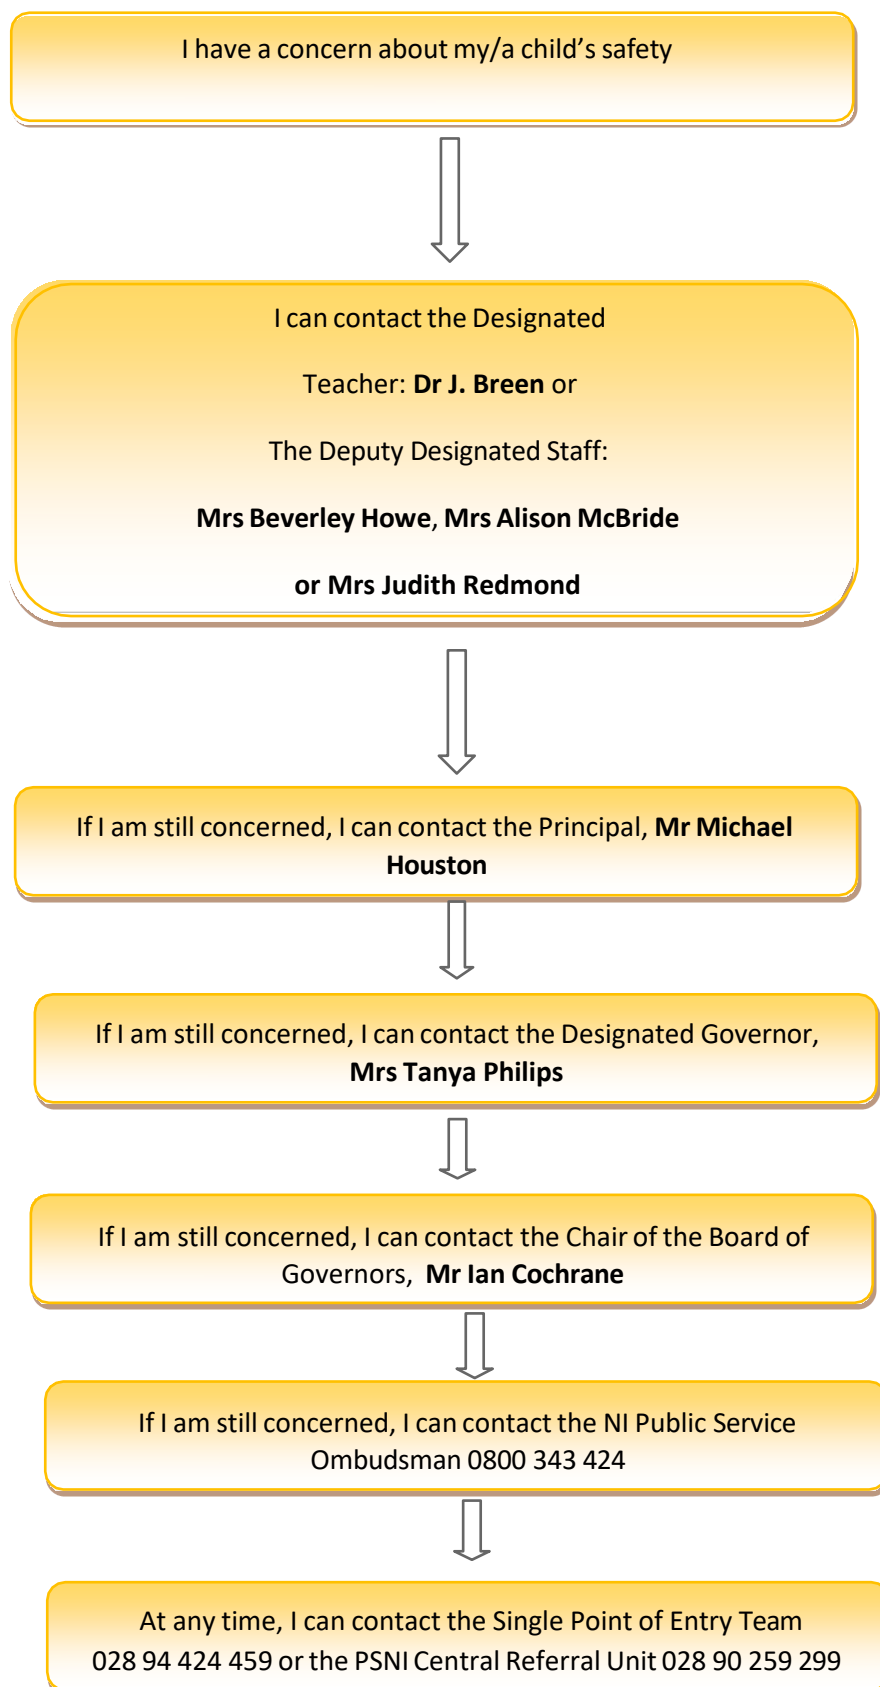 I have a concern about my/a child’s safety
I can contact the Designated
Teacher: Dr J. Breen or
The Deputy Designated Staff:
Mrs Beverley Howe, Mrs Alison McBride
or Mrs Judith Redmond
If I am still concerned, I can contact the Principal, Mr Michael
Houston
If I am still concerned, I can contact the Designated Governor,
Mrs Tanya Philips
If I am still concerned, I can contact the Chair of the Board of
Governors, Mr Ian Cochrane
If I am still concerned, I can contact the NI Public Service
Ombudsman 0800 343 424
At any time, I can contact the Single Point of Entry Team
028 94 424 459 or the PSNI Central Referral Unit 028 90 259 299